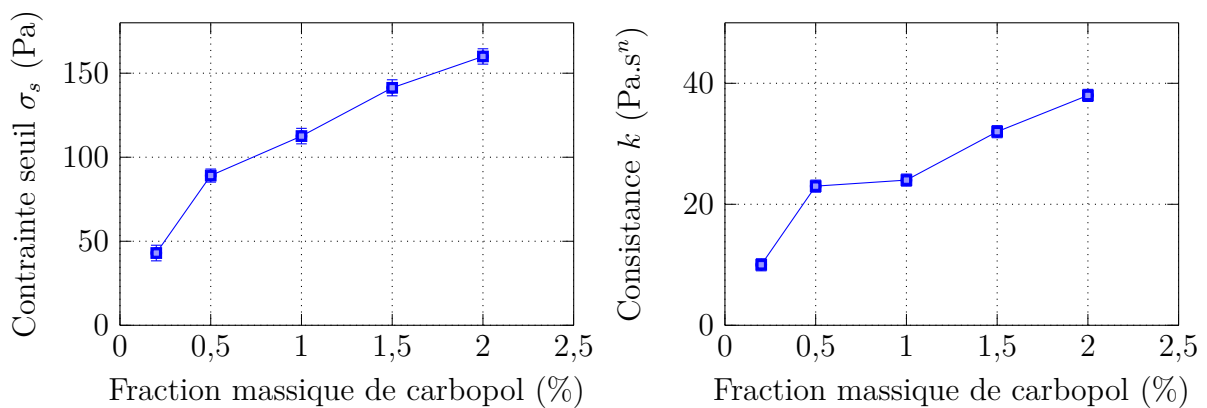 Contrainte seuil σₛ (Pa)
150
100
50
0
0 0,5 1 1,5 2 2,5
Fraction massique de carbopol (%)
Consistance k (Pa.sⁿ)
40
20
0
0 0,5 1 1,5 2 2,5
Fraction massique de carbopol (%)